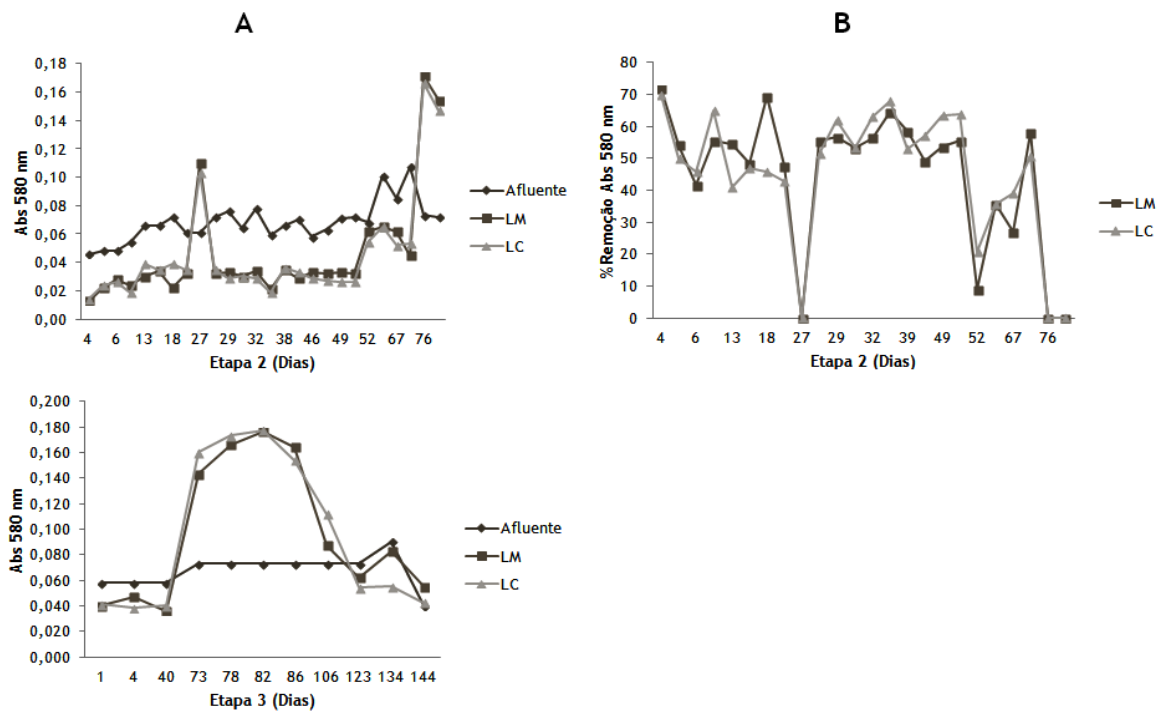 A
0,18
0,16
0,14
0,12
0,10
0,08
0,06
0,04
0,02
0,00
Abs 580 nm
4 6 13 18 27 29 32 38 46 49 52 67 76
Etapa 2 (Dias)
Afluente
LM
LC
B
80
70
60
50
40
30
20
10
0
%Remoção Abs 580 nm
4 6 13 18 27 29 32 39 49 52 67 76
Etapa 2 (Dias)
LM
LC
0,200
0,180
0,160
0,140
0,120
0,100
0,080
0,060
0,040
0,020
0,000
Abs 580 nm
1 4 40 73 78 82 86 106 123 134 144
Etapa 3 (Dias)
Afluente
LM
LC